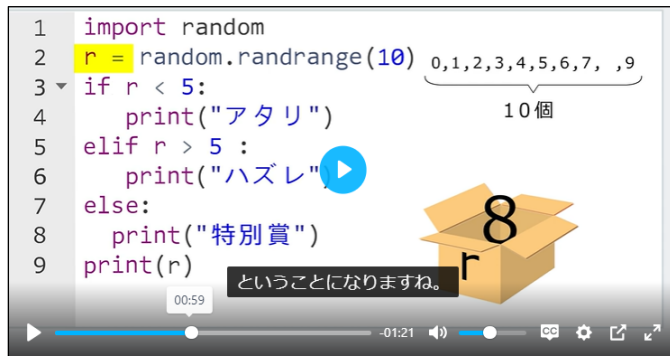 1 import random
2 r = random.randrange(10)
0,1,2,3,4,5,6,7, ,9
10個
3 if r < 5:
4 print("アタリ")
5 elif r > 5 :
6 print("ハズレ")
7 else:
8 print("特別賞")
9 print(r)
8
r
ということになりますね。
00:59
-01:21
CC